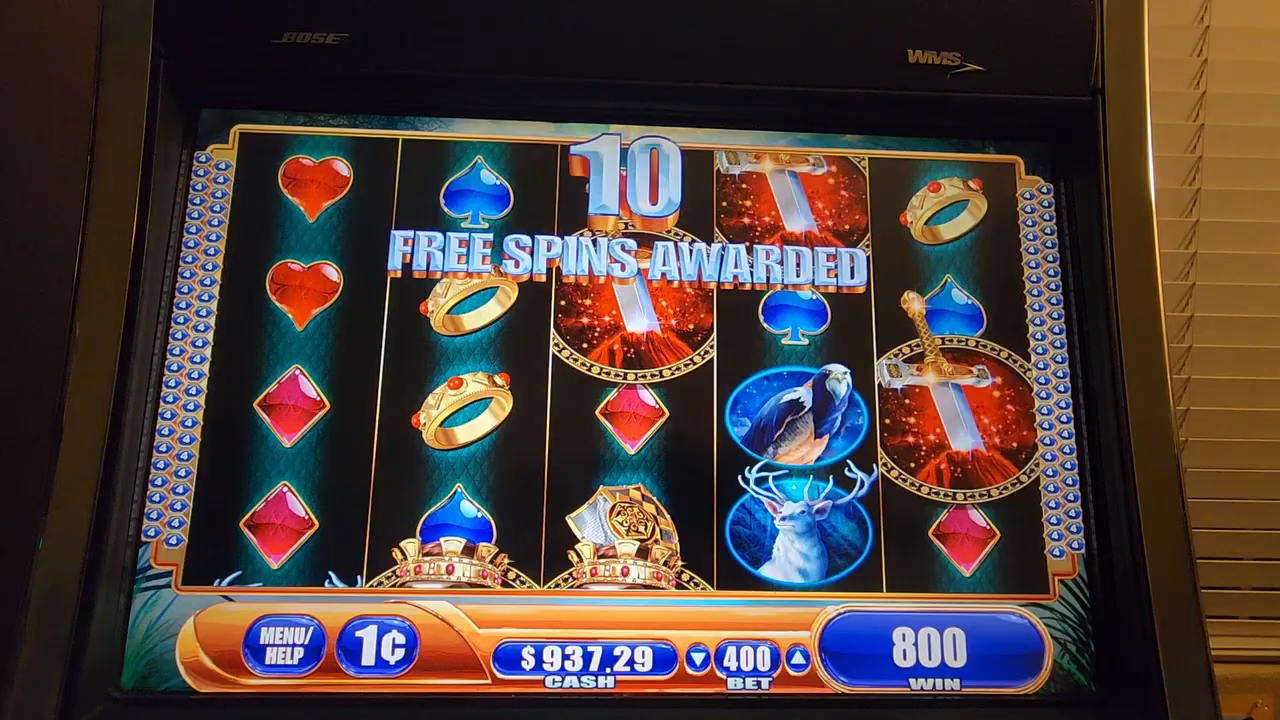 BOSE
WMS
10
FREE SPINS AWARDED
MENU/
HELP
1¢
$937.29
CASH
400
BET
800
WIN